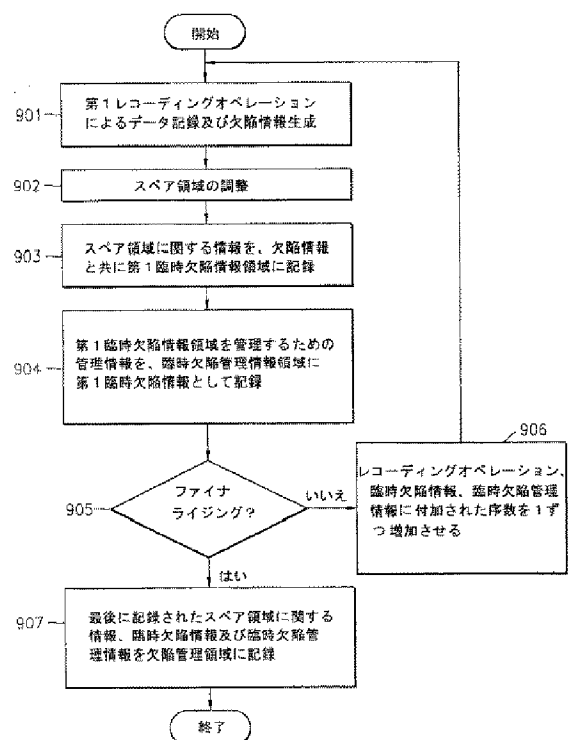 開始
901
第１レコーディングオペレーション
によるデータ記録及び欠陥情報生成
902
スペア領域の調整
903
スペア領域に関する情報を、欠陥情報
と共に第１臨時欠陥情報領域に記録
904
第１臨時欠陥情報領域を管理するための
管理情報を、臨時欠陥管理情報領域に
第１臨時欠陥情報として記録
905
ファイナ
ライジング？
いいえ
906
レコーディングオペレーション、
臨時欠陥情報、臨時欠陥管理
情報に付加された序数を１ず
つ増加させる
はい
907
最後に記録されたスペア領域に関する
情報、臨時欠陥情報及び臨時欠陥管
理情報を欠陥管理領域に記録
終了